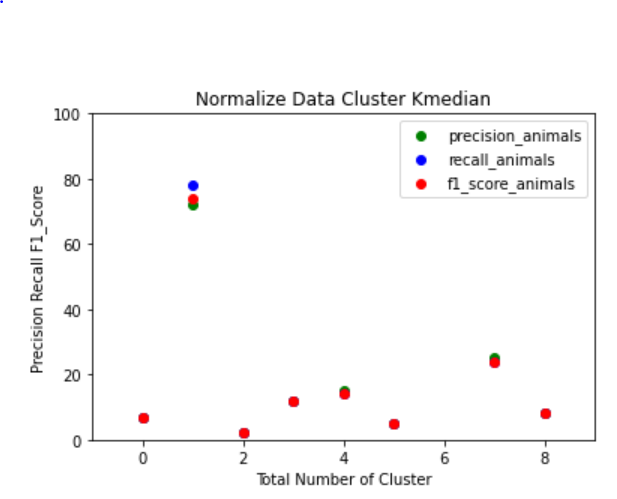 Normalize Data Cluster Kmedian
100
80
60
40
20
0
Precision Recall F1_Score
precision_animals
recall_animals
f1_score_animals
0 2 4 6 8
Total Number of Cluster